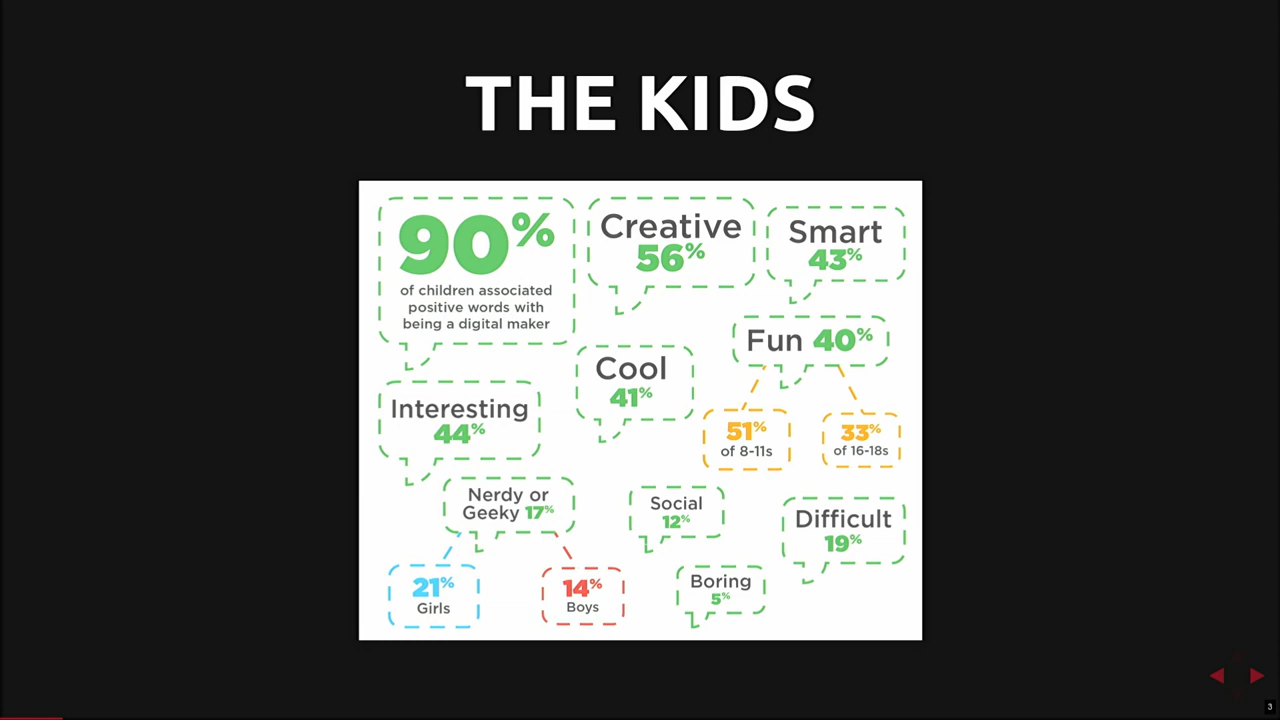 THE KIDS
90%
of children associated
positive words with
being a digital maker
Creative
56%
Smart
43%
Fun 40%
Cool
41%
Interesting
44%
51%
of 8-11s
33%
of 16-18s
Nerdy or
Geeky 17%
Social
12%
Difficult
19%
21%
Girls
14%
Boys
Boring
5%
3